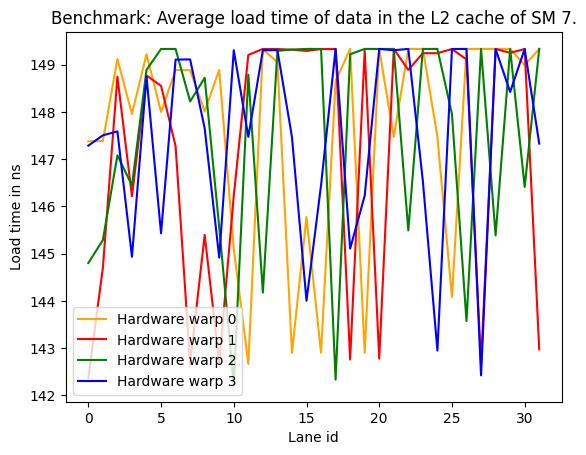 Benchmark: Average load time of data in the L2 cache of SM 7.
149
148
147
146
145
144
143
142
Load time in ns
Hardware warp 0
Hardware warp 1
Hardware warp 2
Hardware warp 3
0 5 10 15 20 25 30
Lane id